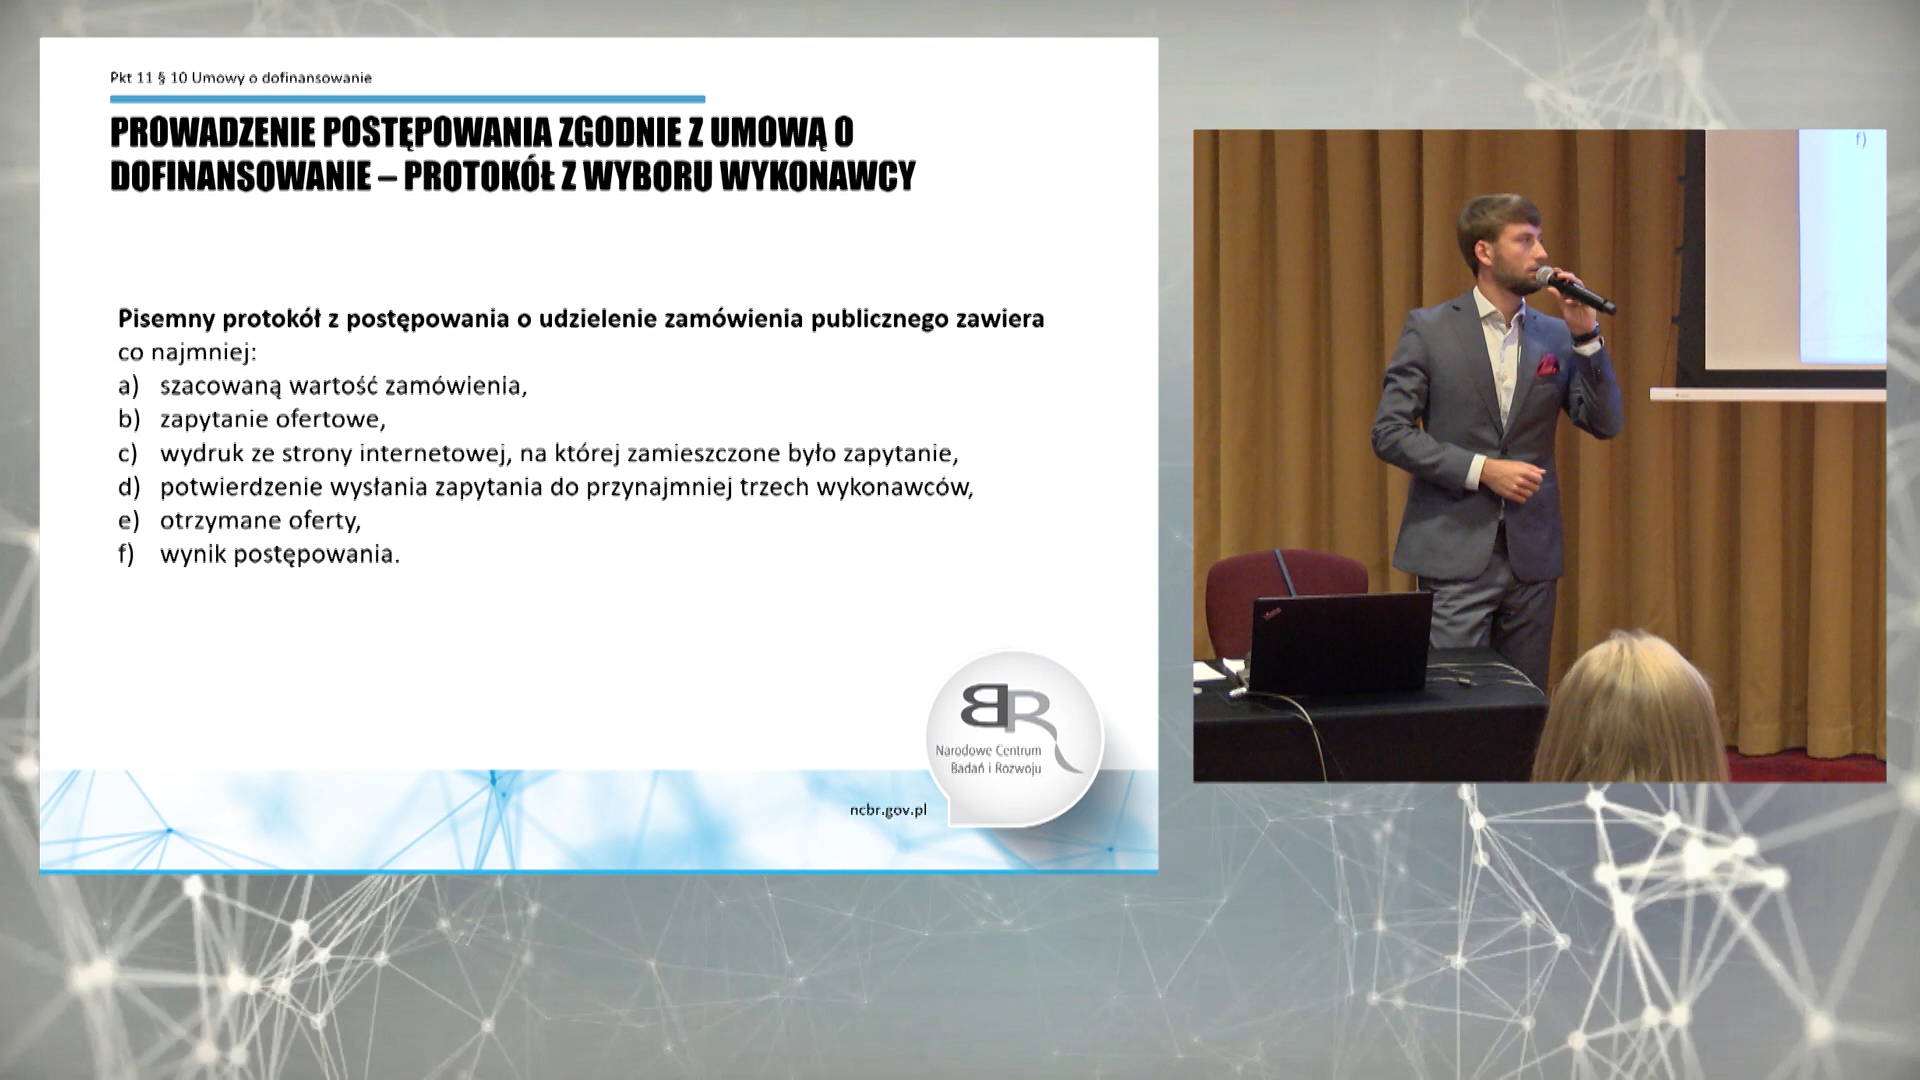 Pkt 11 § 10 Umowy o dofinansowanie
PROWADZENIE POSTĘPOWANIA ZGODNIE Z UMOWĄ O
DOFINANSOWANIE – PROTOKÓŁ Z WYBORU WYKONAWCY
Pisemny protokół z postępowania o udzielenie zamówienia publicznego zawiera
co najmniej:
a) szacowaną wartość zamówienia,
b) zapytanie ofertowe,
c) wydruk ze strony internetowej, na której zamieszczone było zapytanie,
d) potwierdzenie wysłania zapytania do przynajmniej trzech wykonawców,
e) otrzymane oferty,
f) wynik postępowania.
BR
Narodowe Centrum
Badań i Rozwoju
ncbr.gov.pl
f)